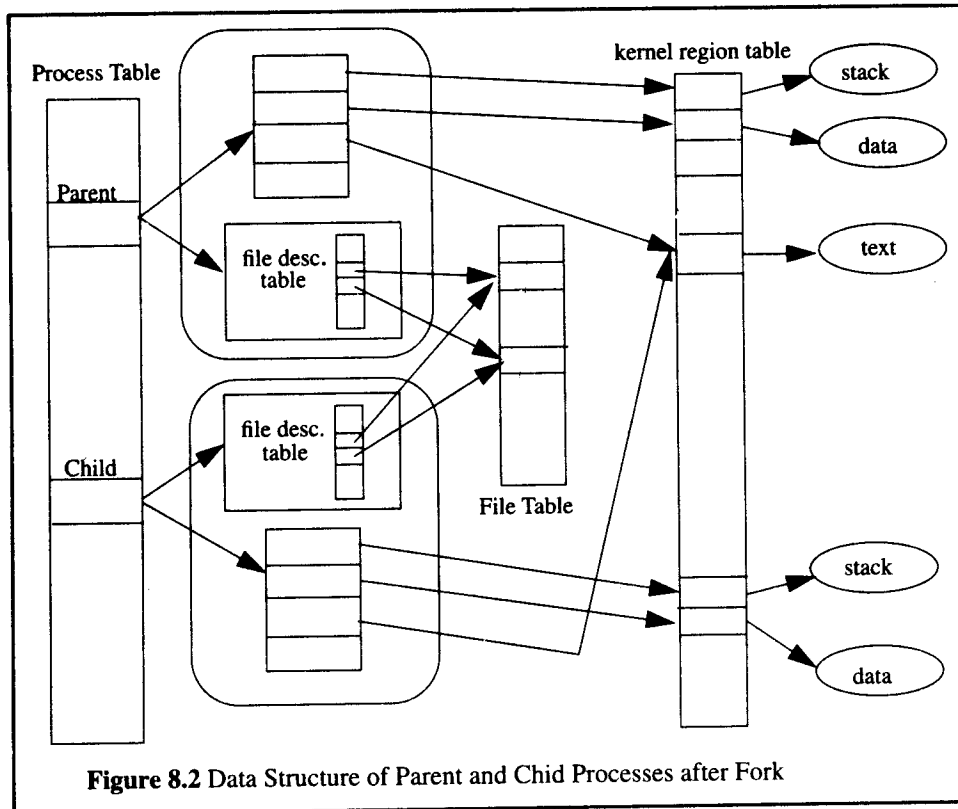 Process Table
kernel region table
stack
data
Parent
file desc.
table
text
file desc.
table
Child
File Table
stack
data
Figure 8.2 Data Structure of Parent and Chid Processes after Fork